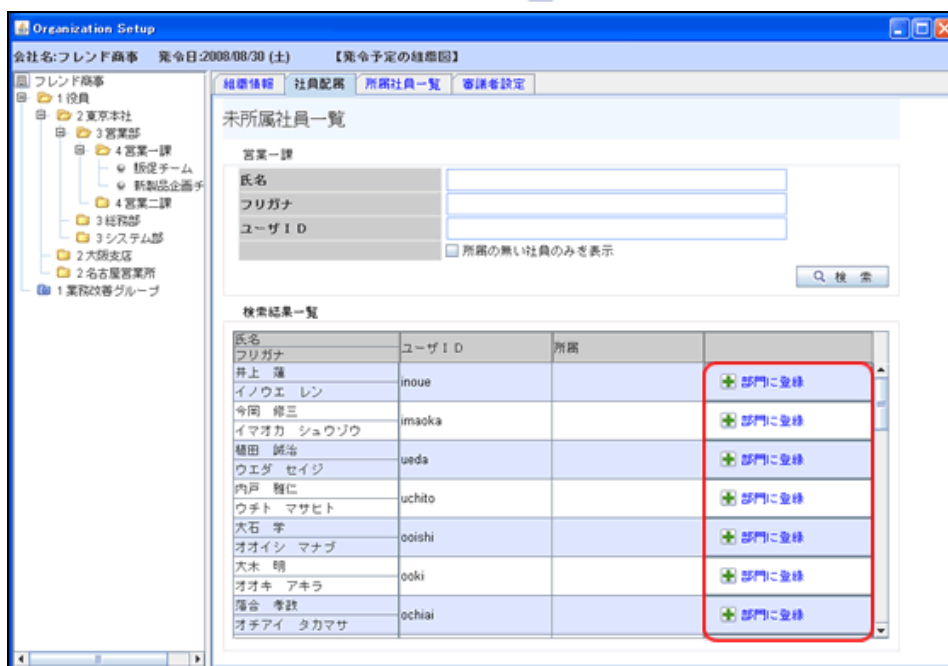 Organization Setup
会社名:フレンド商事 発令日:2008/08/30 (土) 【発令予定の組織図】
フレンド商事
1 役員
2 東京本社
3 営業部
4 営業一課
販促チーム
新製品企画チ
4 営業二課
3 総務部
3 システム部
2 大阪支店
2 名古屋営業所
1 業務改善グループ
組織情報 社員配属 所属社員一覧 審議者設定
未所属社員一覧
営業一課
氏名
フリガナ
ユーザID
所属の無い社員のみを表示
検 索
検索結果一覧
氏名
フリガナ
ユーザID
所属
井上 蓮
イノウエ レン
inoue
部門に登録
今岡 修三
イマオカ シュウゾウ
imaoka
部門に登録
植田 誠治
ウエダ セイジ
ueda
部門に登録
内戸 雅仁
ウチト マサヒト
uchito
部門に登録
大石 学
オオイシ マナブ
ooishi
部門に登録
大木 明
オオキ アキラ
ooki
部門に登録
落合 孝政
オチアイ タカマサ
ochiai
部門に登録